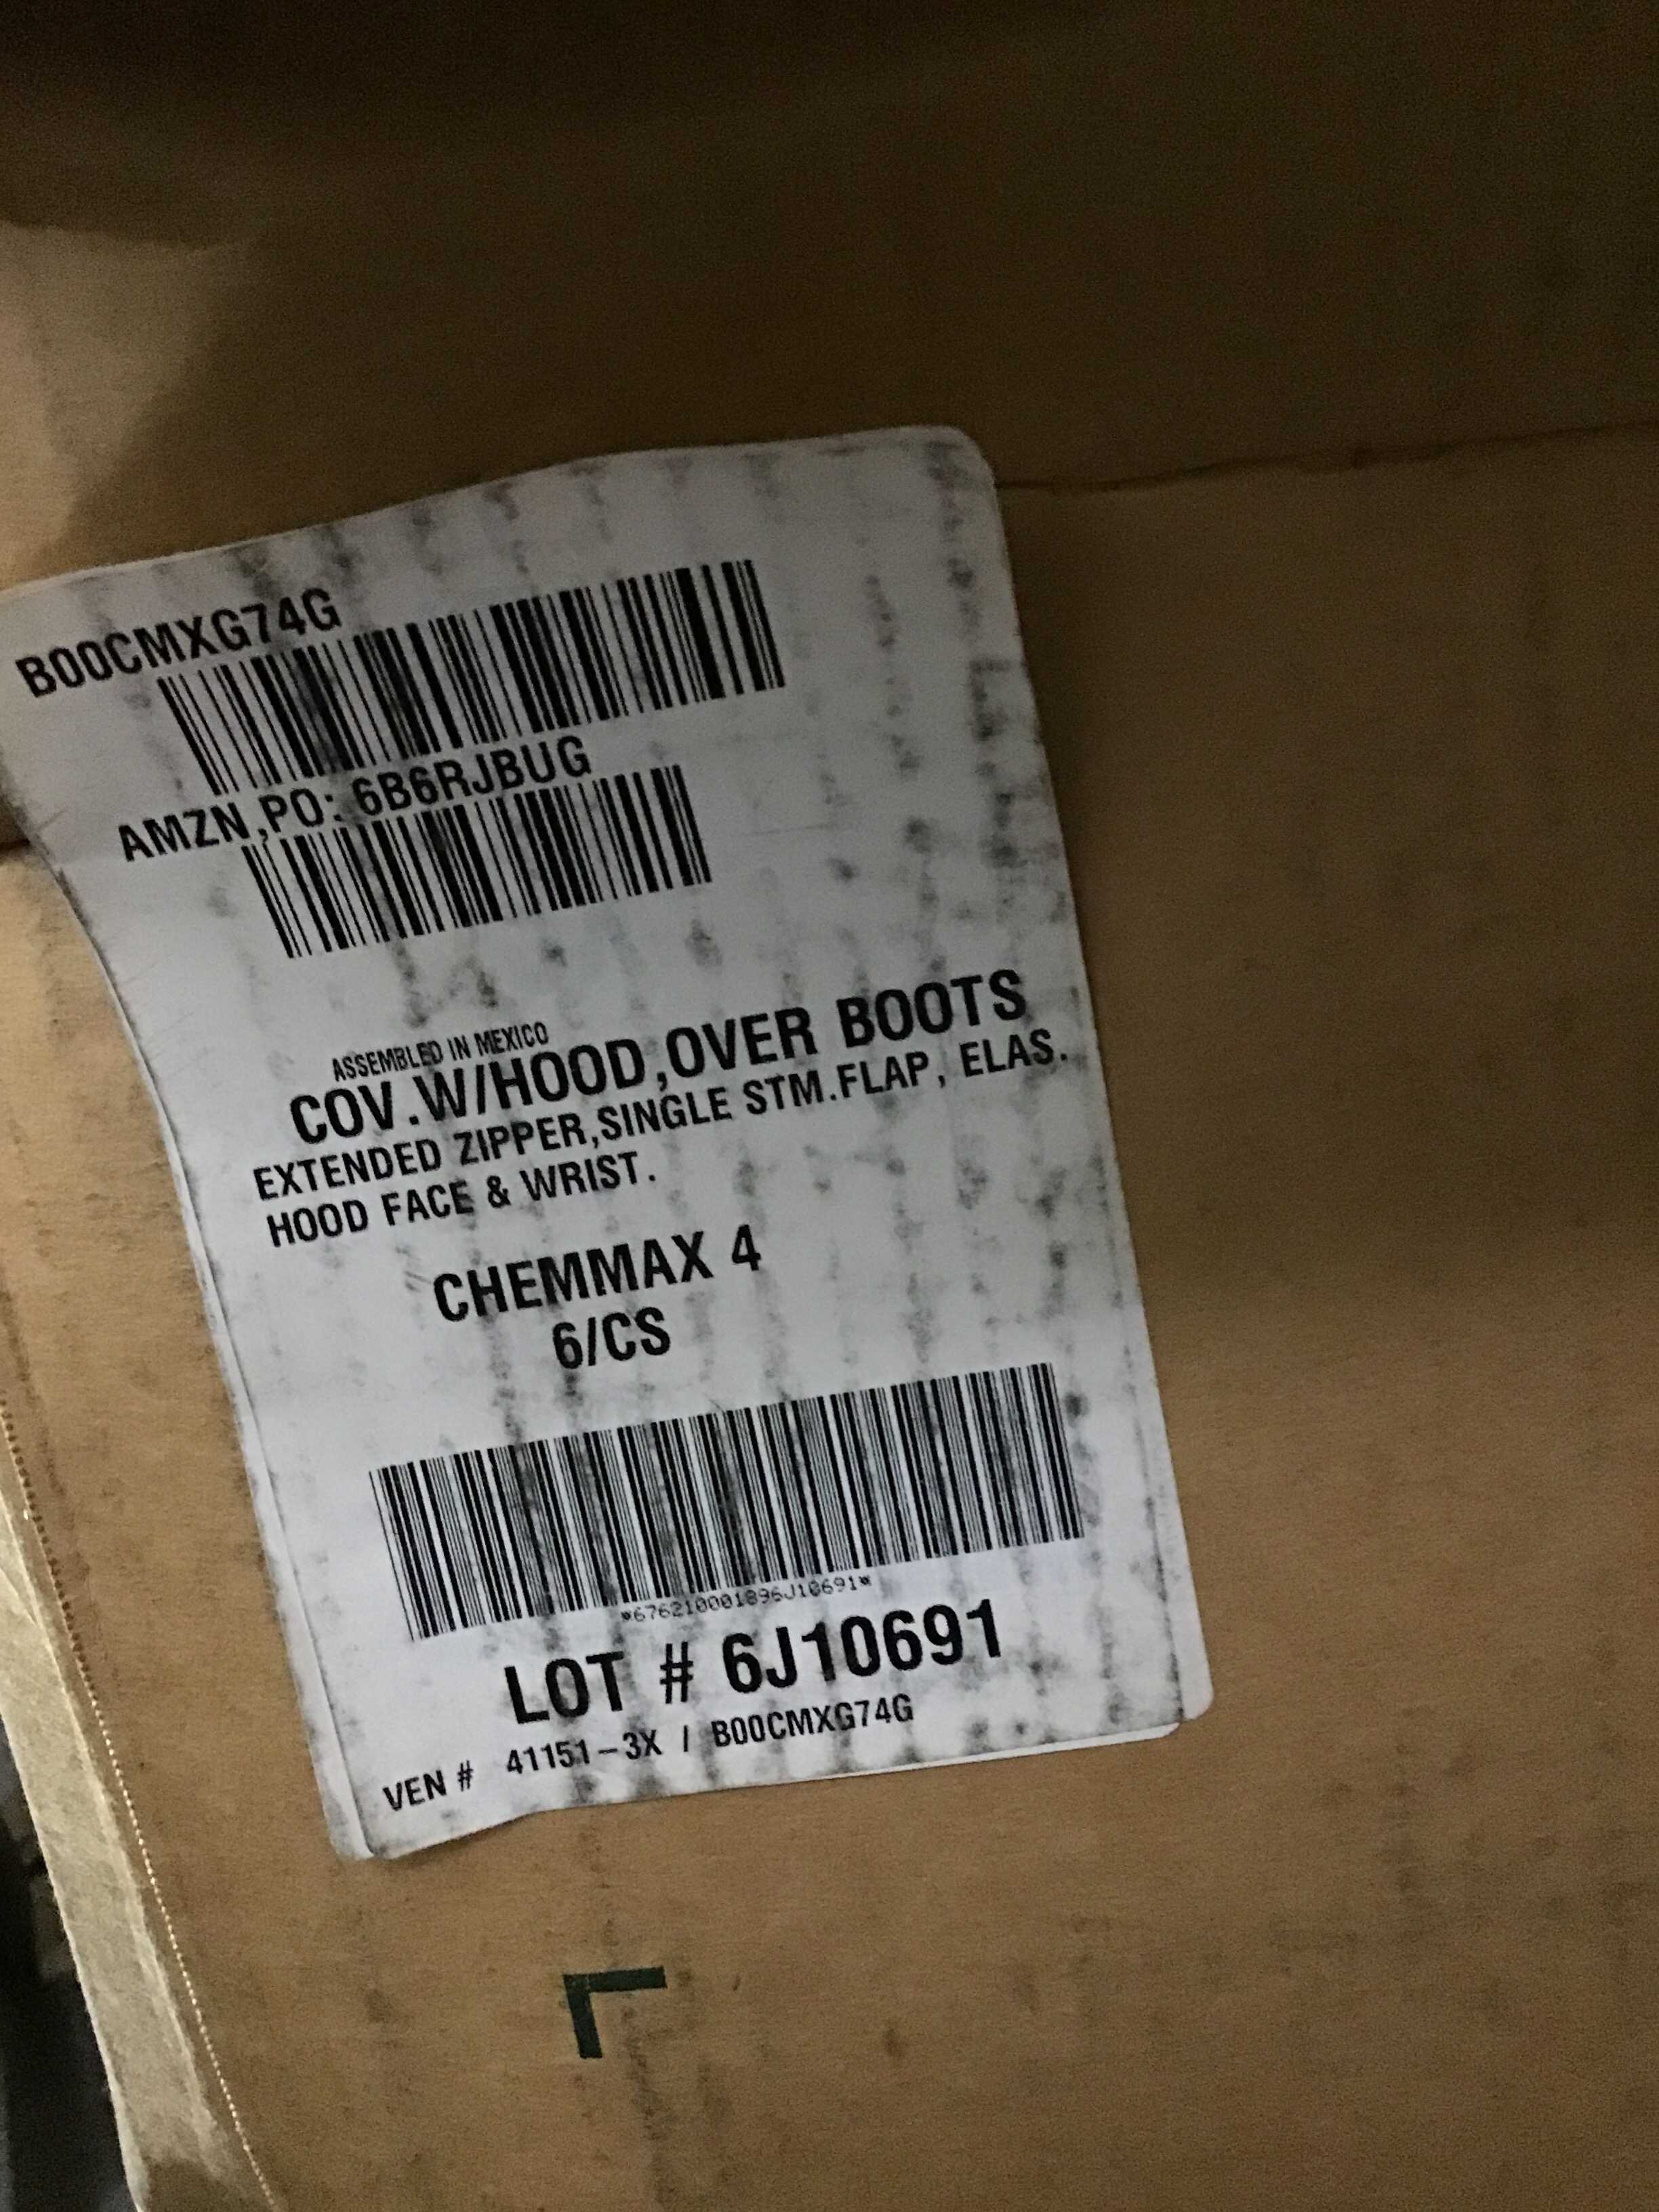 B00CMXG74G
AMZN,PO: 6B6RJBUG
ASSEMBLED IN MEXICO
COV.W/HOOD,OVER BOOTS
EXTENDED ZIPPER,SINGLE STM.FLAP, ELAS.
HOOD FACE & WRIST.
CHEMMAX 4
6/CS
*676210001896J10691*
LOT # 6J10691
VEN # 41151-3X / B00CMXG74G